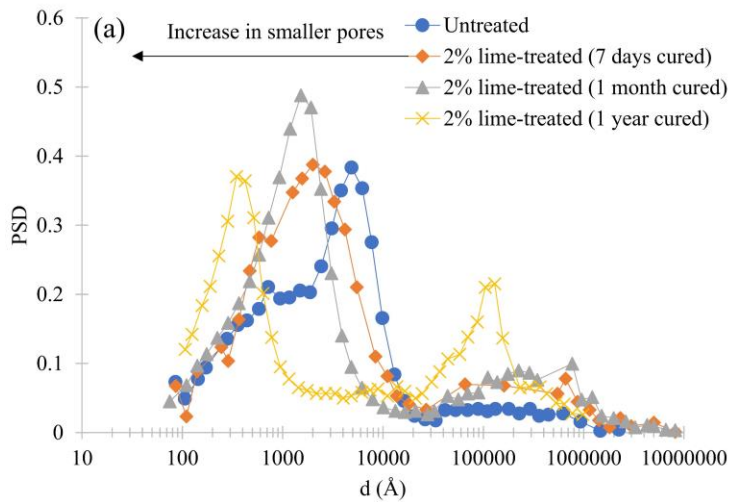 (a)
Increase in smaller pores
Untreated
2% lime-treated (7 days cured)
2% lime-treated (1 month cured)
2% lime-treated (1 year cured)
PSD
0.6
0.5
0.4
0.3
0.2
0.1
0
10 100 1000 10000 100000 1000000 10000000
d (Å)